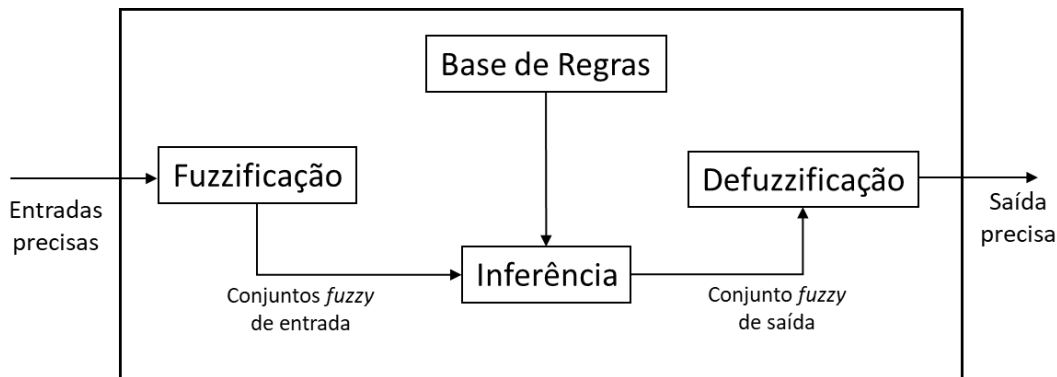 Base de Regras
Fuzzificação
Defuzzificação
Entradas
precisas
Saída
precisa
Inferência
Conjuntos fuzzy
de entrada
Conjunto fuzzy
de saída